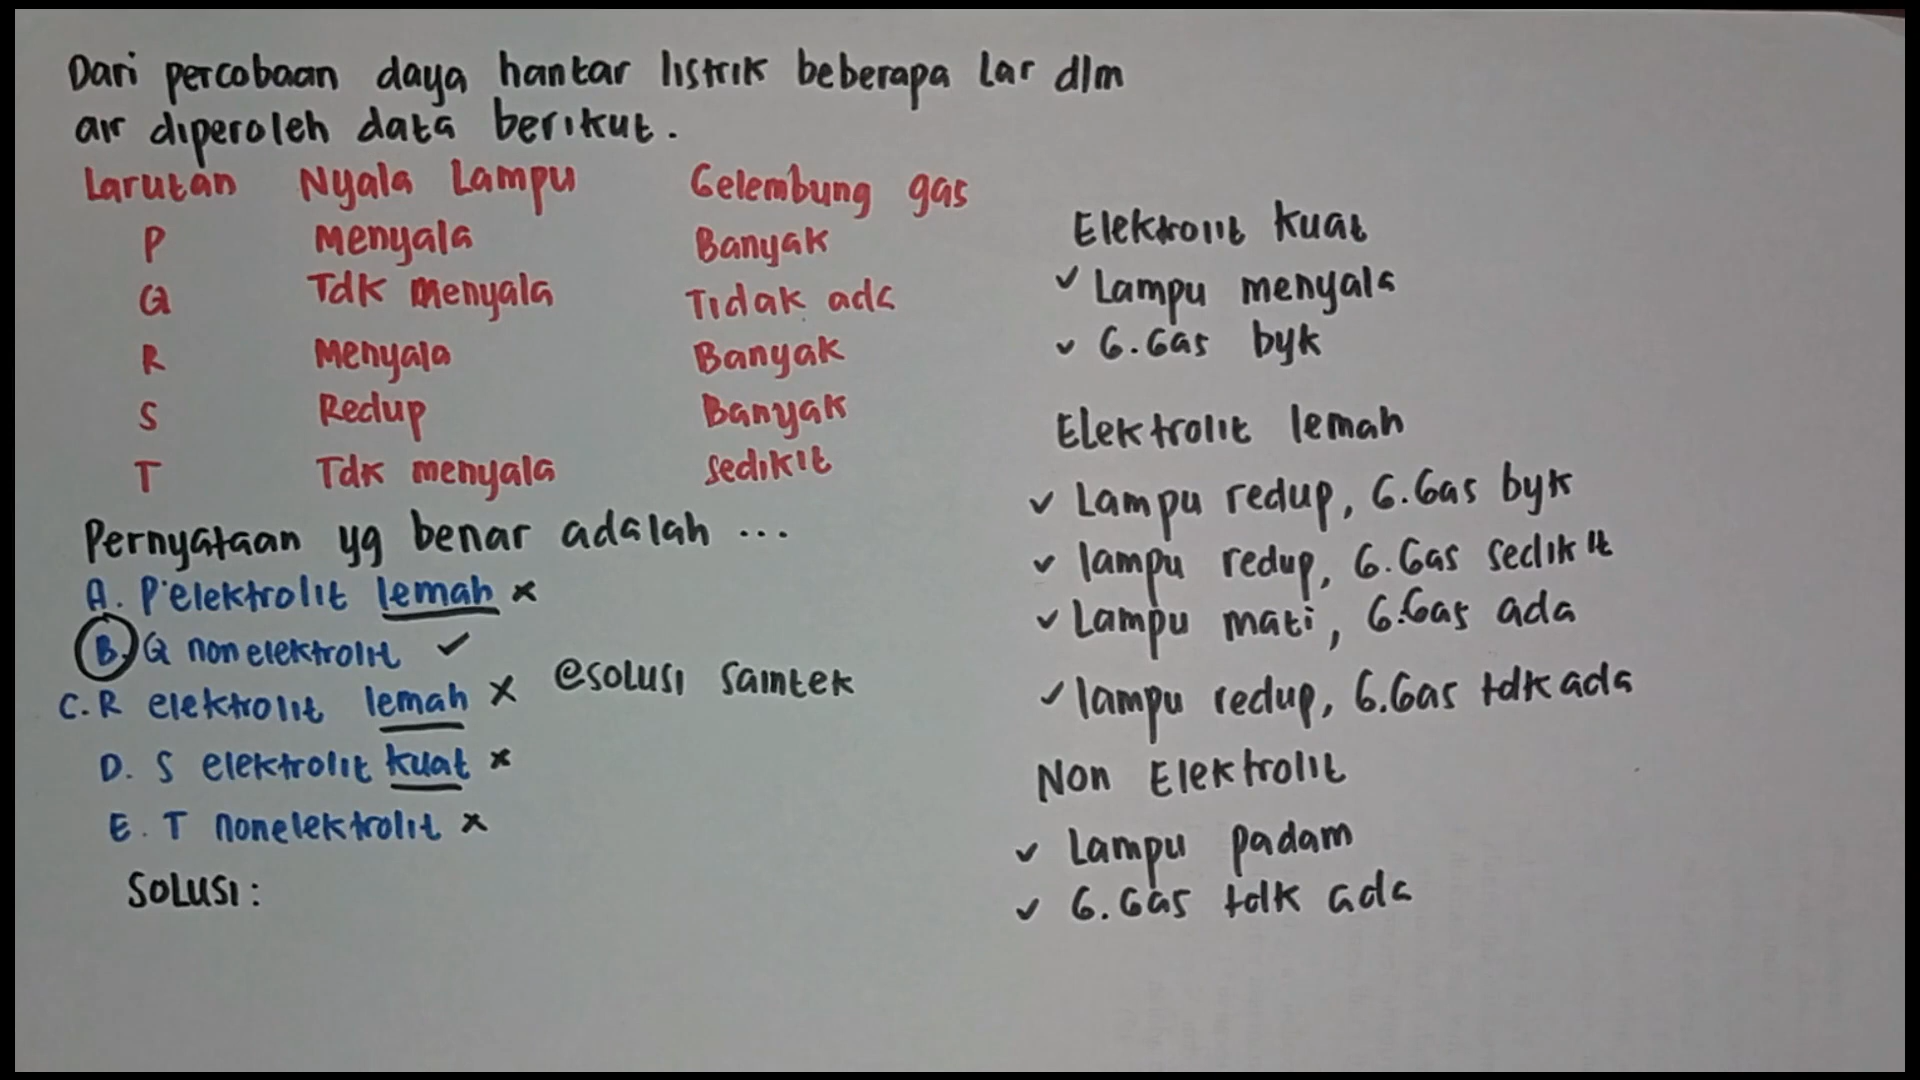 Dari percobaan daya hantar listrik beberapa Lar dlm
air diperoleh data berikut.
Larutan Nyala Lampu Gelembung gas
P Menyala Banyak
Q Tdk Menyala Tidak ada
R Menyala Banyak
S Redup Banyak
T Tdk menyala sedikit
Pernyataan yg benar adalah ...
A. P elektrolit lemah ×
B. Q non elektrolit ✓
C. R elektrolit lemah ×
D. S elektrolit kuat ×
E. T nonelektrolit ×
@solusi saintek
SOLUSI:
Elektrolit kuat
✓ Lampu menyala
✓ G.Gas byk
Elektrolit lemah
✓ Lampu redup, G.Gas byk
✓ lampu redup, G.Gas sedikit
✓ Lampu mati, G.Gas ada
✓ lampu redup, G.Gas tdk ada
Non Elektrolit
✓ Lampu padam
✓ G.Gas tdk ada